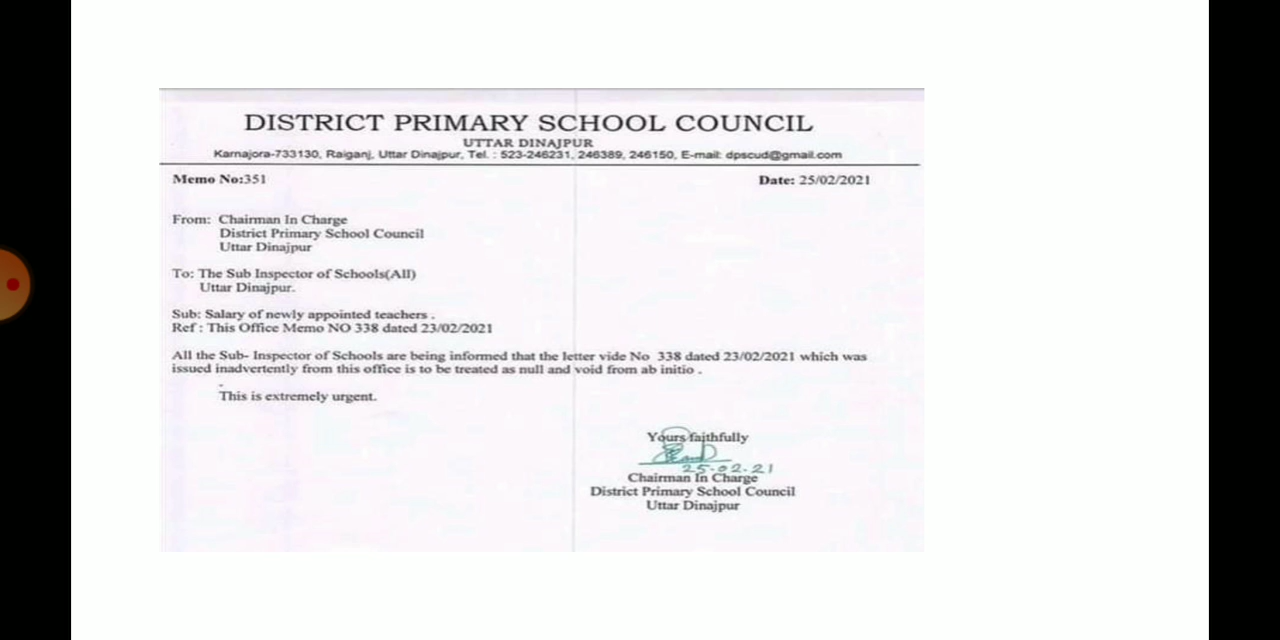 DISTRICT PRIMARY SCHOOL COUNCIL
UTTAR DINAJPUR
Karnajora-733130, Raiganj, Uttar Dinajpur, Tel. : 523-246231, 246389, 246150, E-mail: dpscud@gmail.com
Memo No:351 Date: 25/02/2021
From: Chairman In Charge
District Primary School Council
Uttar Dinajpur
To: The Sub Inspector of Schools(All)
Uttar Dinajpur.
Sub: Salary of newly appointed teachers .
Ref : This Office Memo NO 338 dated 23/02/2021
All the Sub- Inspector of Schools are being informed that the letter vide No 338 dated 23/02/2021 which was
issued inadvertently from this office is to be treated as null and void from ab initio .
This is extremely urgent.
Yours faithfully
25-02-21
Chairman In Charge
District Primary School Council
Uttar Dinajpur